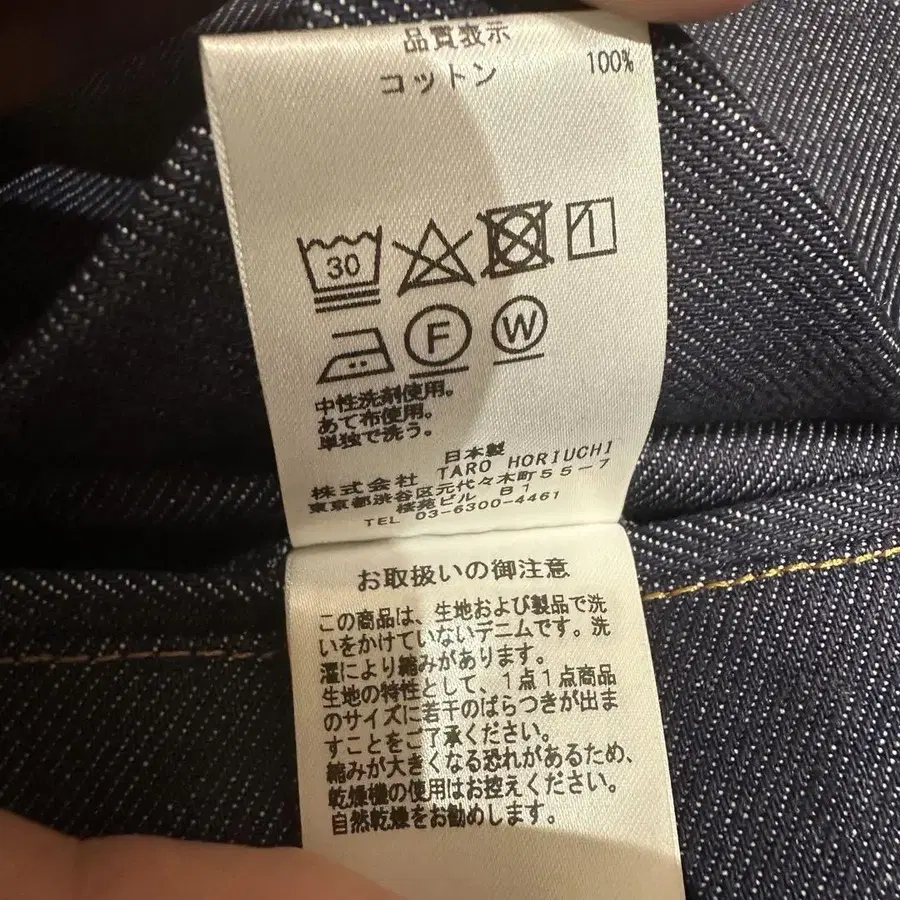 品質表示
コットン 100%
30
F W
中性洗剤使用。
あて布使用。
単独で洗う。
日本製
株式会社 TARO HORIUCHI
東京都渋谷区元代々木町55-7
桜苑ビル B1
TEL 03-6300-4461
お取扱いの御注意
この商品は、生地および製品で洗
いをかけていないデニムです。洗
濯により縮みがあります。
生地の特性として、1点1点商品
のサイズに若干のばらつきが出ま
すことをご了承ください。
縮みが大きくなる恐れがあるため、
乾燥機の使用はお控えください。
自然乾燥をお勧めします。